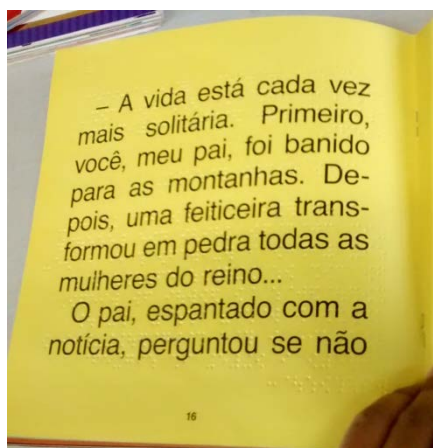 – A vida está cada vez
mais solitária. Primeiro,
você, meu pai, foi banido
para as montanhas. De-
pois, uma feiticeira trans-
formou em pedra todas as
mulheres do reino...
O pai, espantado com a
notícia, perguntou se não
16